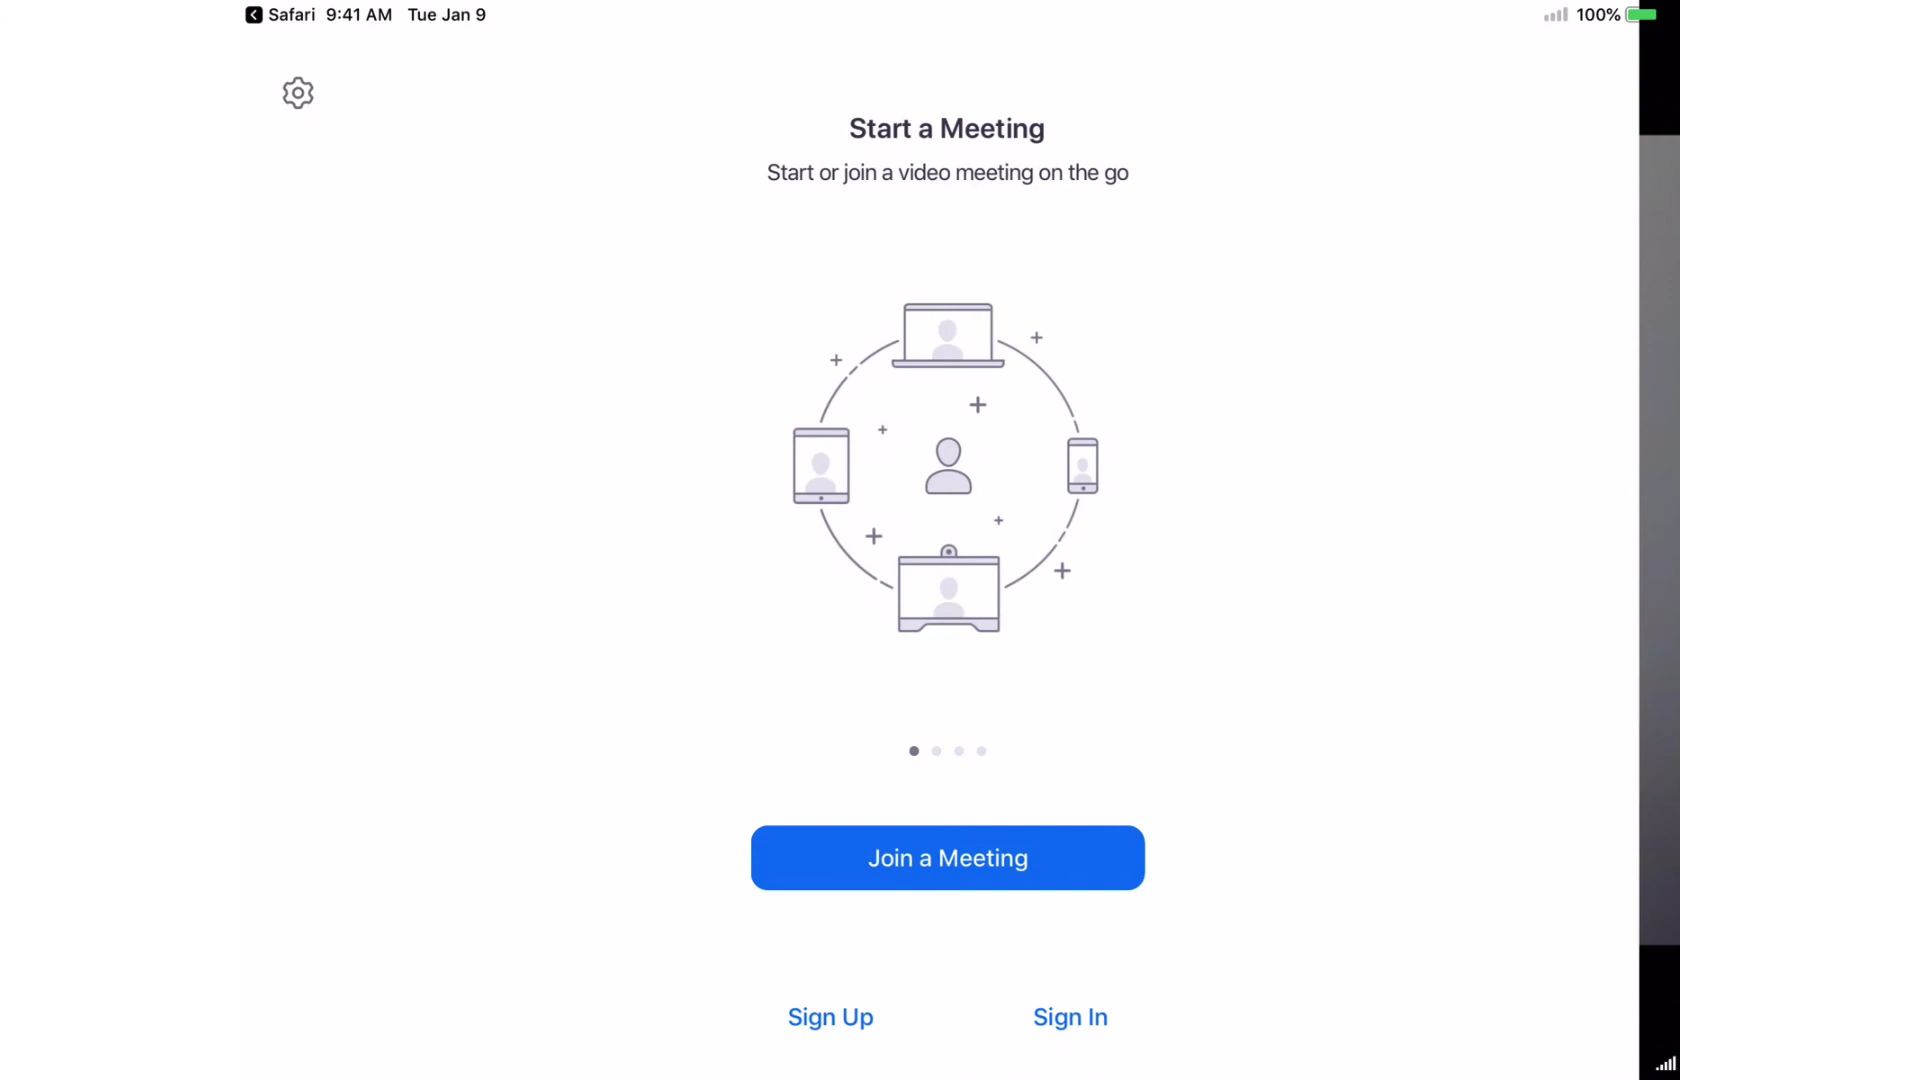 Safari 9:41 AM Tue Jan 9 100%
Start a Meeting
Start or join a video meeting on the go
Join a Meeting
Sign Up Sign In